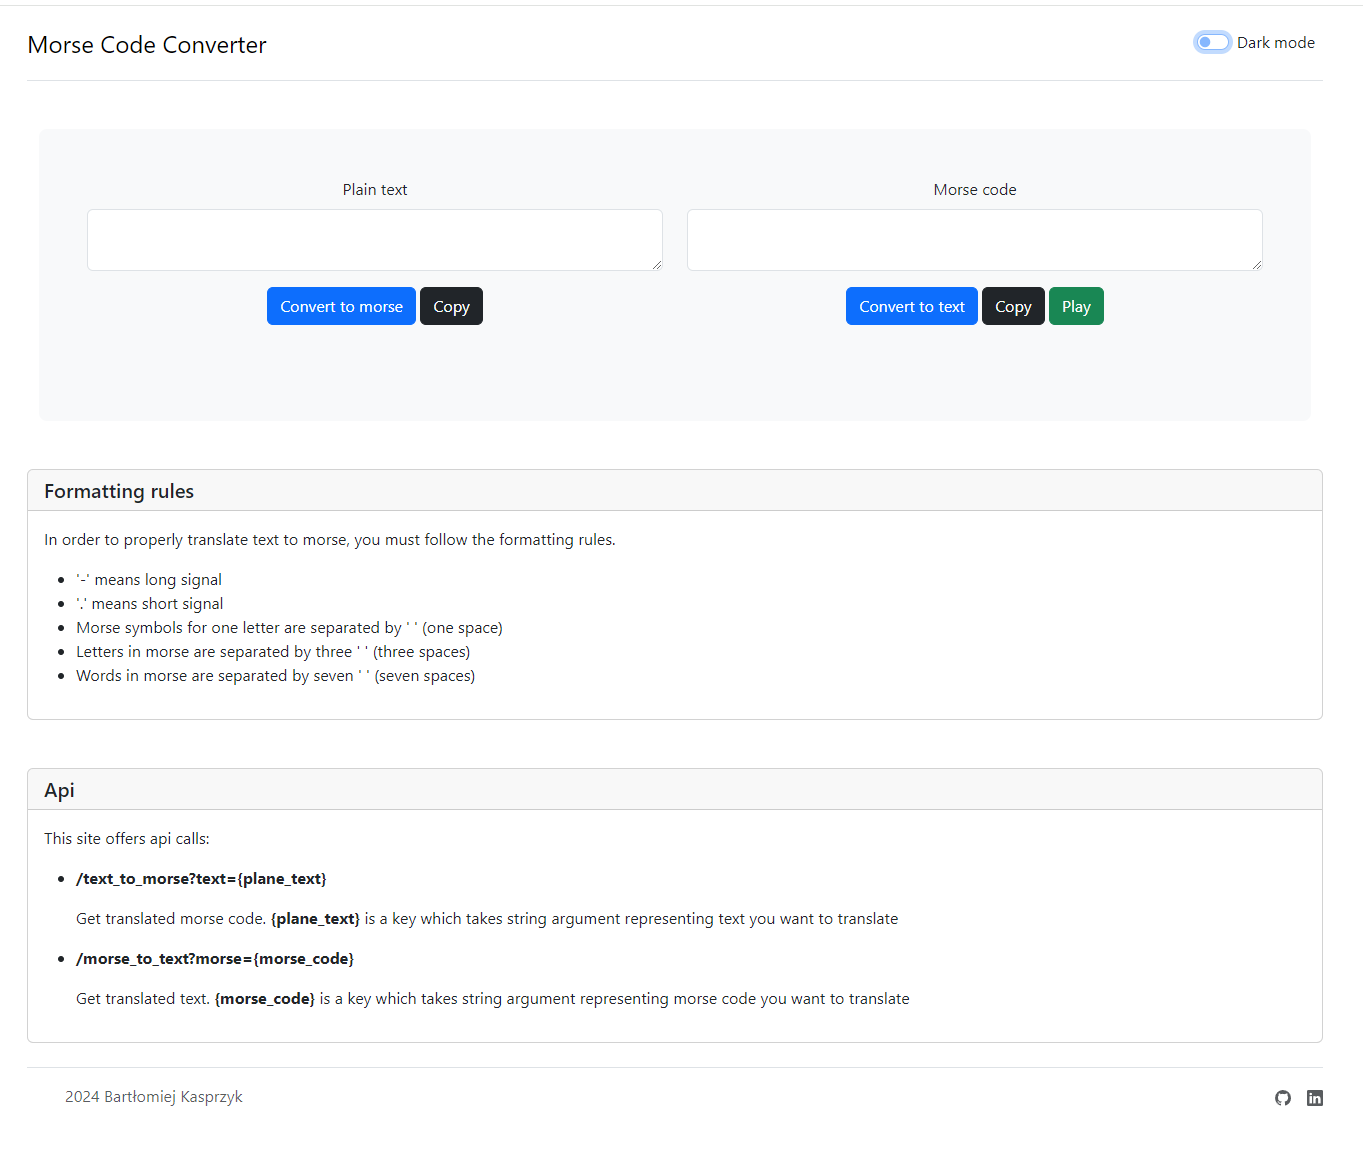 Morse Code Converter
Dark mode
Plain text
Morse code
Convert to morse Copy
Convert to text Copy Play
Formatting rules
In order to properly translate text to morse, you must follow the formatting rules.
'-' means long signal
'.' means short signal
Morse symbols for one letter are separated by ' ' (one space)
Letters in morse are separated by three ' ' (three spaces)
Words in morse are separated by seven ' ' (seven spaces)
Api
This site offers api calls:
/text_to_morse?text={plane_text}
Get translated morse code. {plane_text} is a key which takes string argument representing text you want to translate
/morse_to_text?morse={morse_code}
Get translated text. {morse_code} is a key which takes string argument representing morse code you want to translate
2024 Bartłomiej Kasprzyk
in